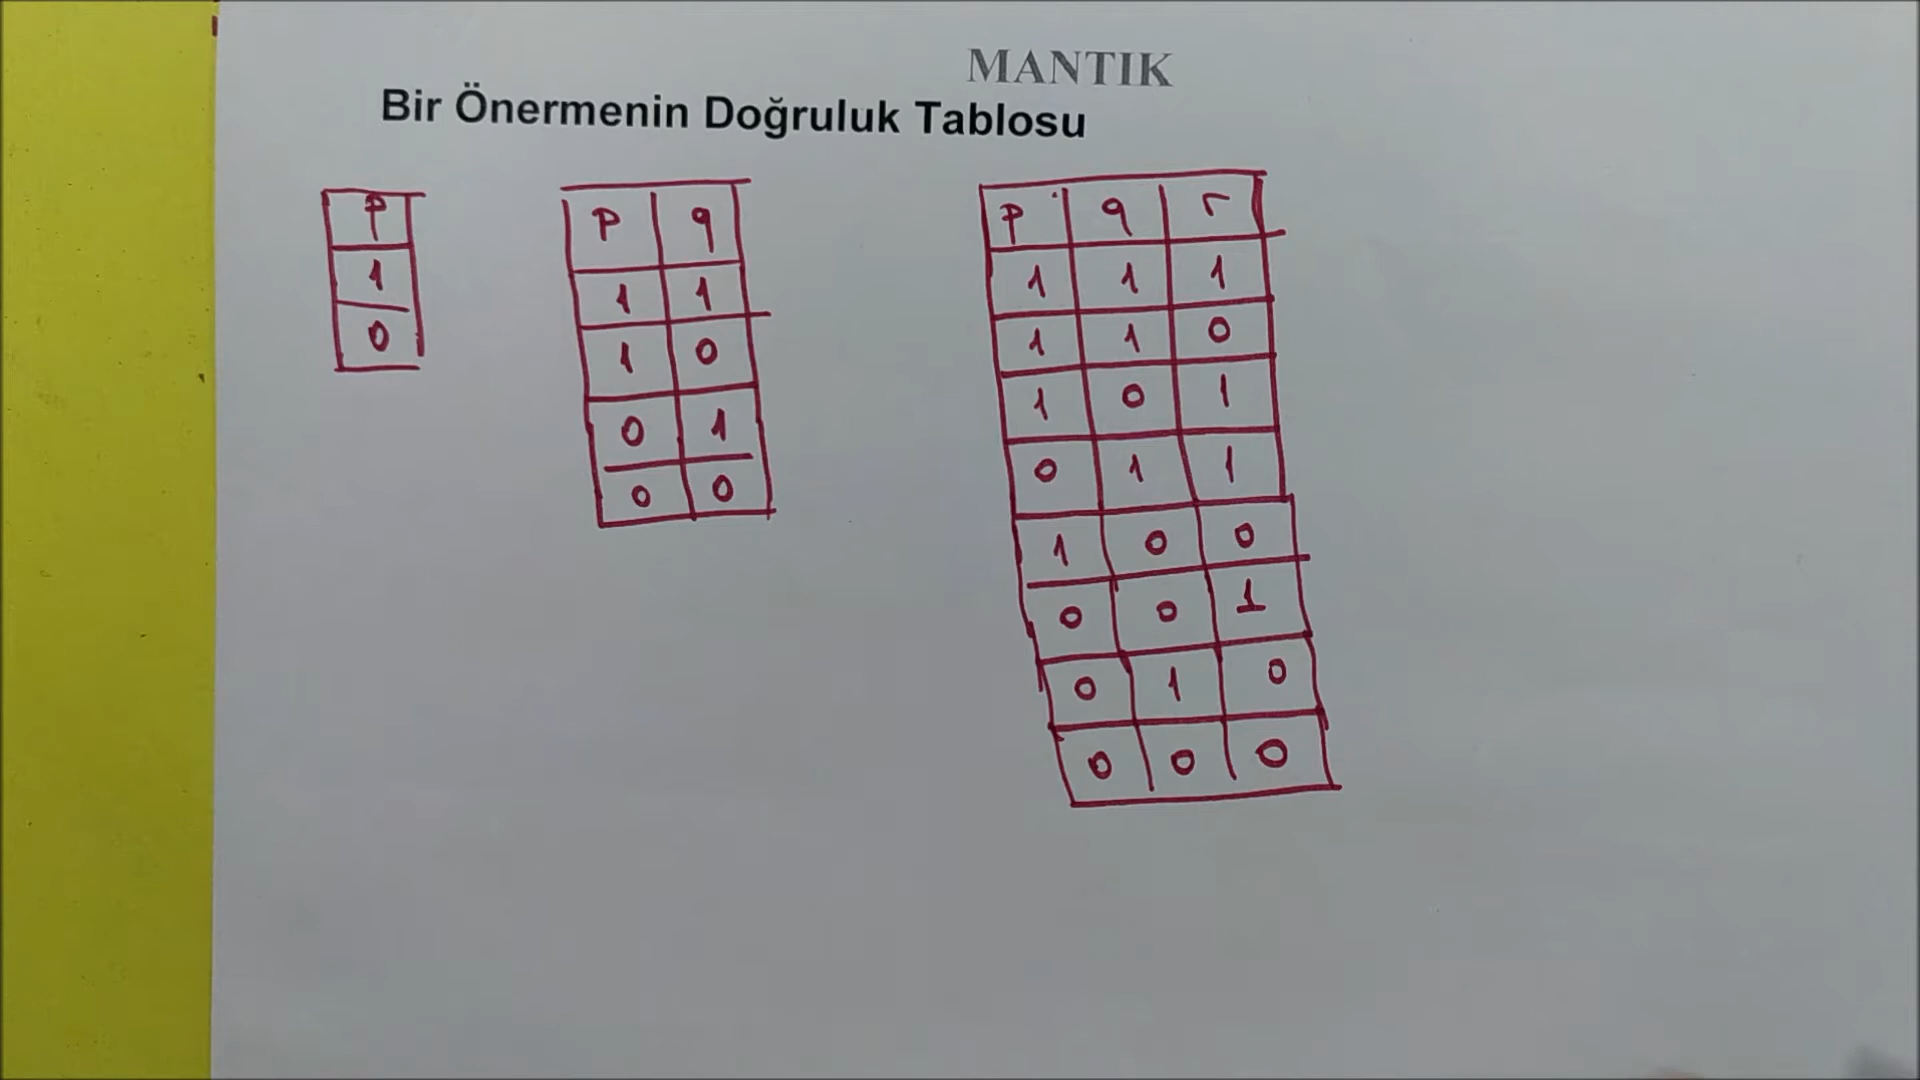 MANTIK
Bir Önermenin Doğruluk Tablosu
P
1
0
P q
1 1
1 0
0 1
0 0
P q r
1 1 1
1 1 0
1 0 1
0 1 1
1 0 0
0 0 1
0 1 0
0 0 0